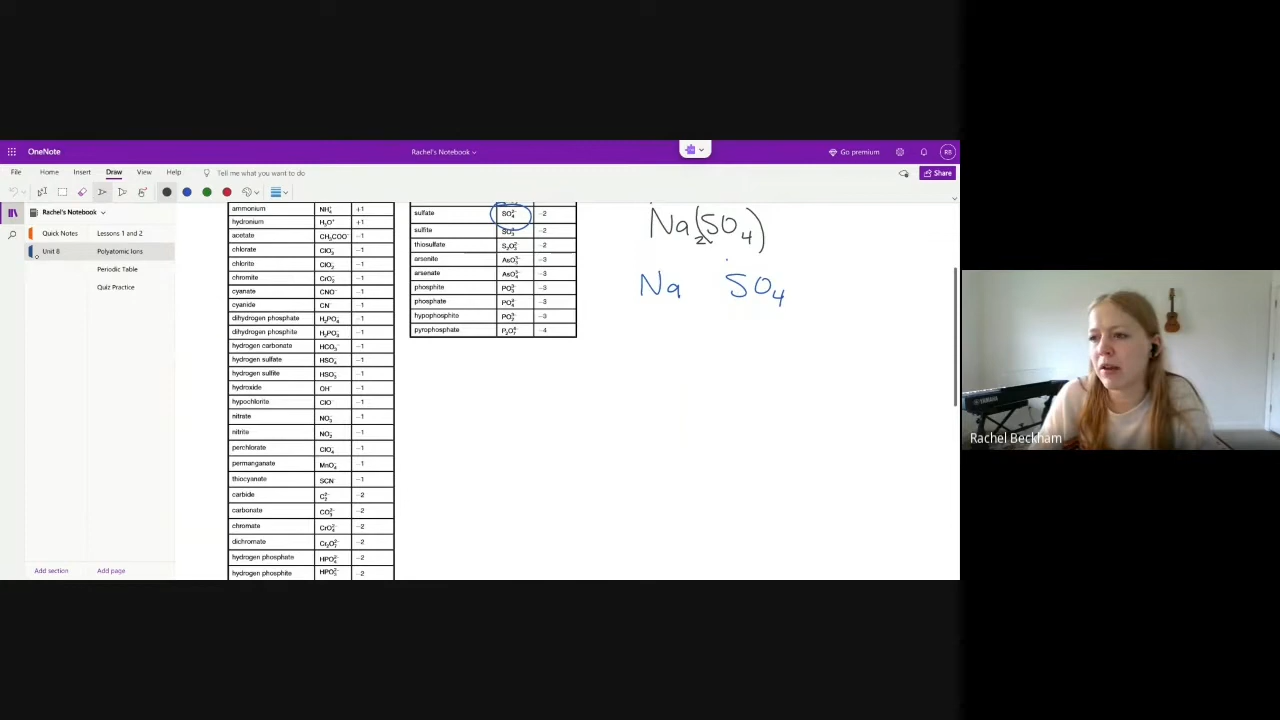 OneNote
Rachel's Notebook
Go premium
RB
File Home Insert Draw View Help Tell me what you want to do
Share
Rachel's Notebook
Quick Notes Lessons 1 and 2
Unit 8 Polyatomic Ions
Periodic Table
Quiz Practice
Add section Add page
ammonium NH₄⁺ +1
hydronium H₃O⁺ +1
acetate CH₃COO⁻ −1
chlorate ClO₃⁻ −1
chlorite ClO₂⁻ −1
chromite CrO₂⁻ −1
cyanate CNO⁻ −1
cyanide CN⁻ −1
dihydrogen phosphate H₂PO₄⁻ −1
dihydrogen phosphite H₂PO₃⁻ −1
hydrogen carbonate HCO₃⁻ −1
hydrogen sulfate HSO₄⁻ −1
hydrogen sulfite HSO₃⁻ −1
hydroxide OH⁻ −1
hypochlorite ClO⁻ −1
nitrate NO₃⁻ −1
nitrite NO₂⁻ −1
perchlorate ClO₄⁻ −1
permanganate MnO₄⁻ −1
thiocyanate SCN⁻ −1
carbide C₂²⁻ −2
carbonate CO₃²⁻ −2
chromate CrO₄²⁻ −2
dichromate Cr₂O₇²⁻ −2
hydrogen phosphate HPO₄²⁻ −2
hydrogen phosphite HPO₃²⁻ −2
sulfate SO₄²⁻ −2
sulfite SO₃²⁻ −2
thiosulfate S₂O₃²⁻ −2
arsenite AsO₃³⁻ −3
arsenate AsO₄³⁻ −3
phosphite PO₃³⁻ −3
phosphate PO₄³⁻ −3
hypophosphite PO₂³⁻ −3
pyrophosphate P₂O₇⁴⁻ −4
Na₂(SO₄)
Na SO₄
YAMAHA
Rachel Beckham